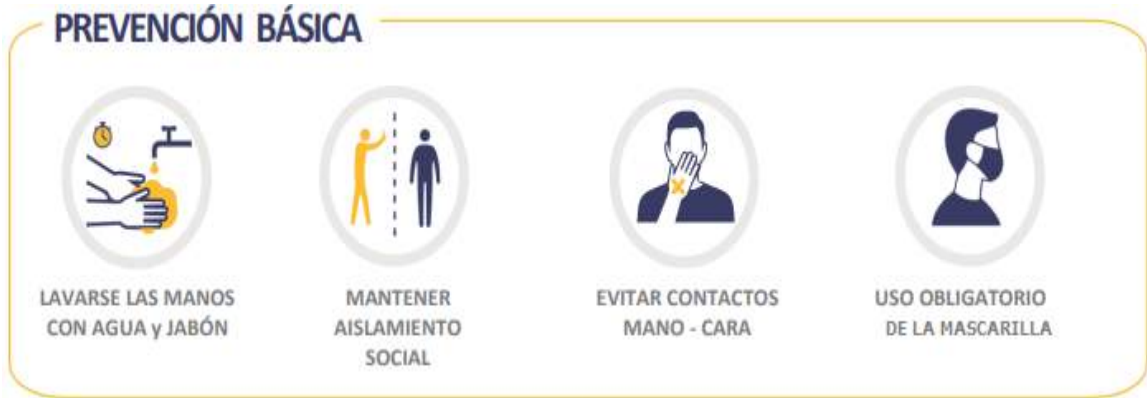 PREVENCIÓN BÁSICA
LAVARSE LAS MANOS
CON AGUA y JABÓN
MANTENER
AISLAMIENTO
SOCIAL
EVITAR CONTACTOS
MANO - CARA
USO OBLIGATORIO
DE LA MASCARILLA